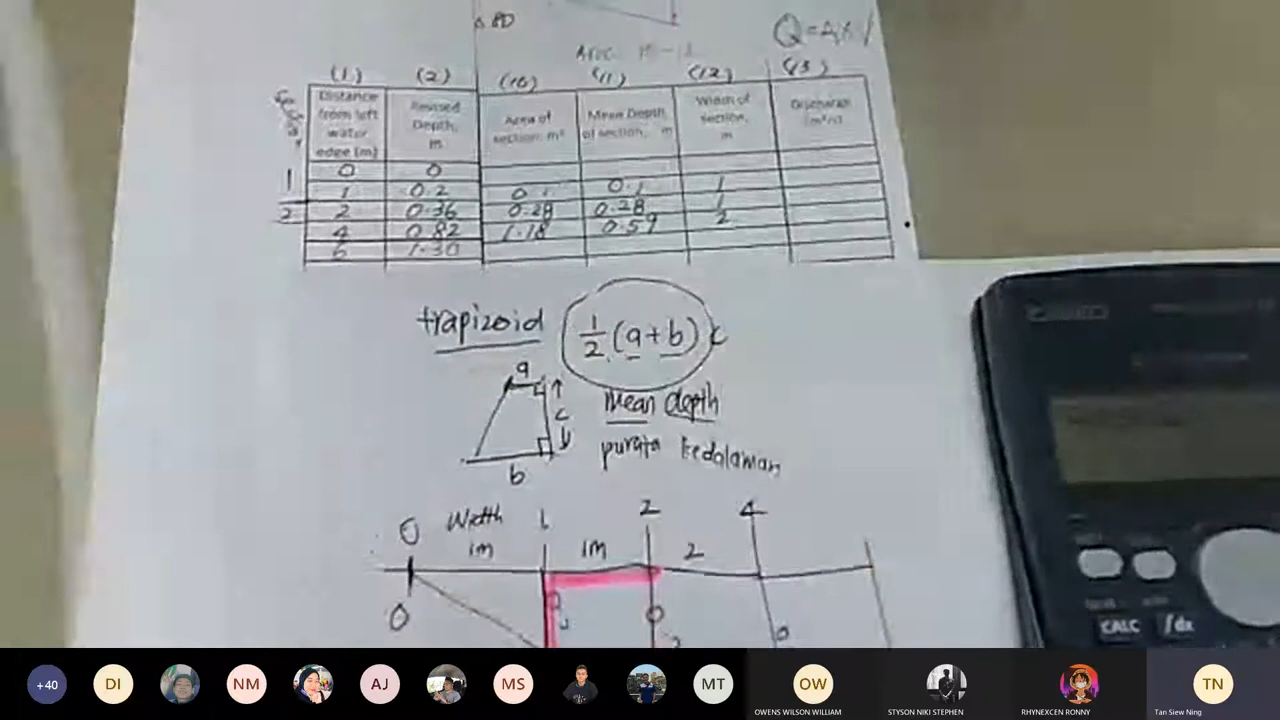 Δ BD
(1) (2) (10) (11) (12) (13)
Distance from left water edge (m) Revised Depth, m Area of section, m² Mean Depth of section, m Width of section, m Discharge (m³/s)
0 0
1 0.2 0.1 0.1 1
2 0.36 0.28 0.28 1
4 0.82 1.18 0.59 2
6 1.30
1
2
trapizoid 1/2 (a+b) c
a
c
b
Mean depth
purata kedalaman
0 Width 1 2 4
1m 1m 2
0
CALC ∫dx
+40 DI NM AJ MS MT OW TN
OWENS WILSON WILLIAM STYSON NIKI STEPHEN RHYNEXCEN RONNY Tan Siew Ning